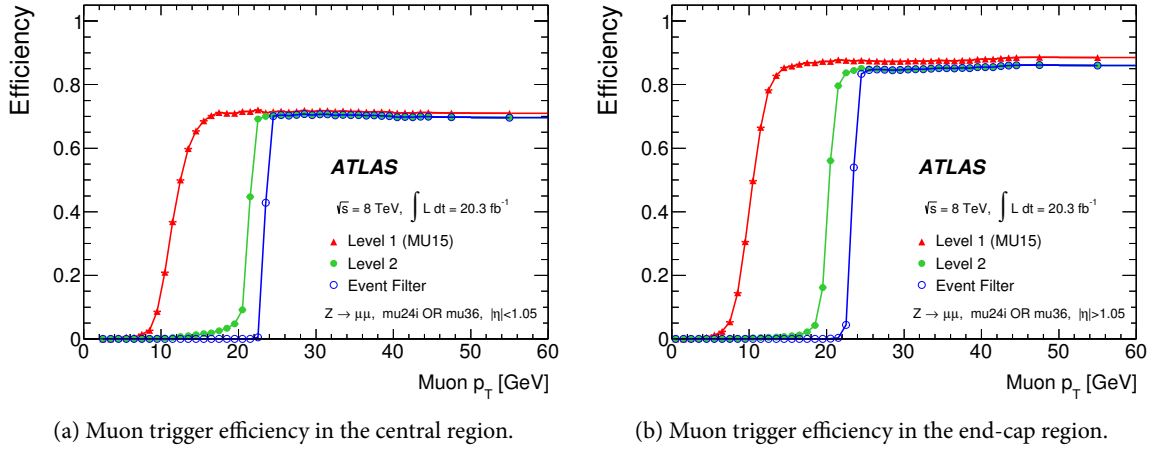 Efficiency
1
0.8
0.6
0.4
0.2
0
0 10 20 30 40 50 60
Muon p_T [GeV]
ATLAS
√s = 8 TeV, ∫ L dt = 20.3 fb⁻¹
Level 1 (MU15)
Level 2
Event Filter
Z → μμ, mu24i OR mu36, |η|<1.05
(a) Muon trigger efficiency in the central region.
Efficiency
1
0.8
0.6
0.4
0.2
0
0 10 20 30 40 50 60
Muon p_T [GeV]
ATLAS
√s = 8 TeV, ∫ L dt = 20.3 fb⁻¹
Level 1 (MU15)
Level 2
Event Filter
Z → μμ, mu24i OR mu36, |η|>1.05
(b) Muon trigger efficiency in the end-cap region.